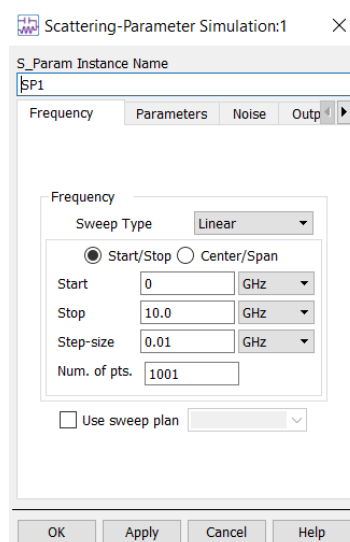 Scattering-Parameter Simulation:1
S_Param Instance Name
SP1
Frequency Parameters Noise Outp
Frequency
Sweep Type Linear
Start/Stop Center/Span
Start 0 GHz
Stop 10.0 GHz
Step-size 0.01 GHz
Num. of pts. 1001
Use sweep plan
OK Apply Cancel Help